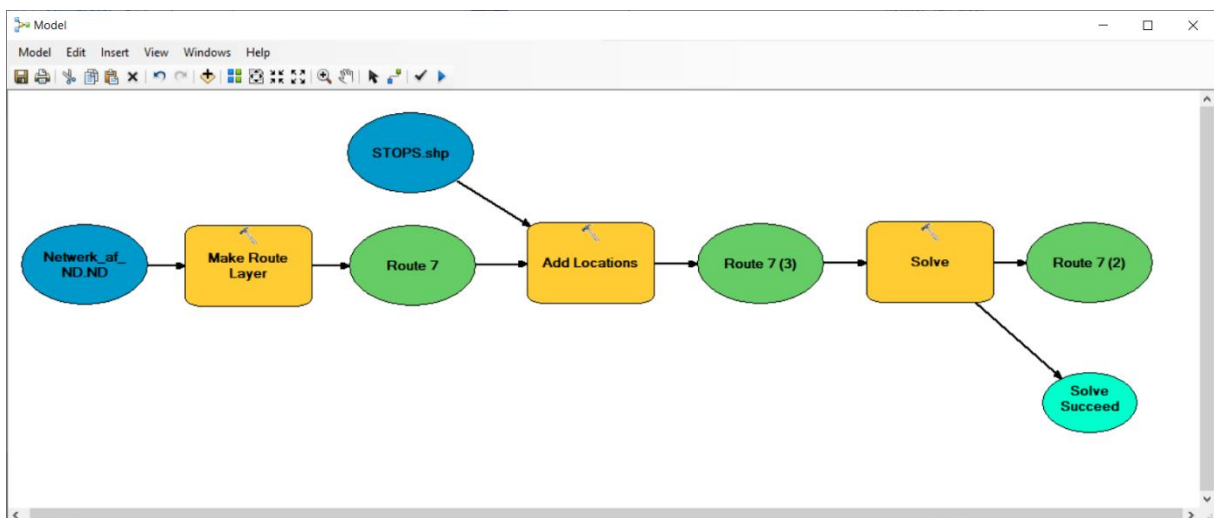 Model
Model Edit Insert View Windows Help
STOPS.shp
Netwerk_af_
ND.ND
Make Route
Layer
Route 7
Add Locations
Route 7 (3)
Solve
Route 7 (2)
Solve
Succeed